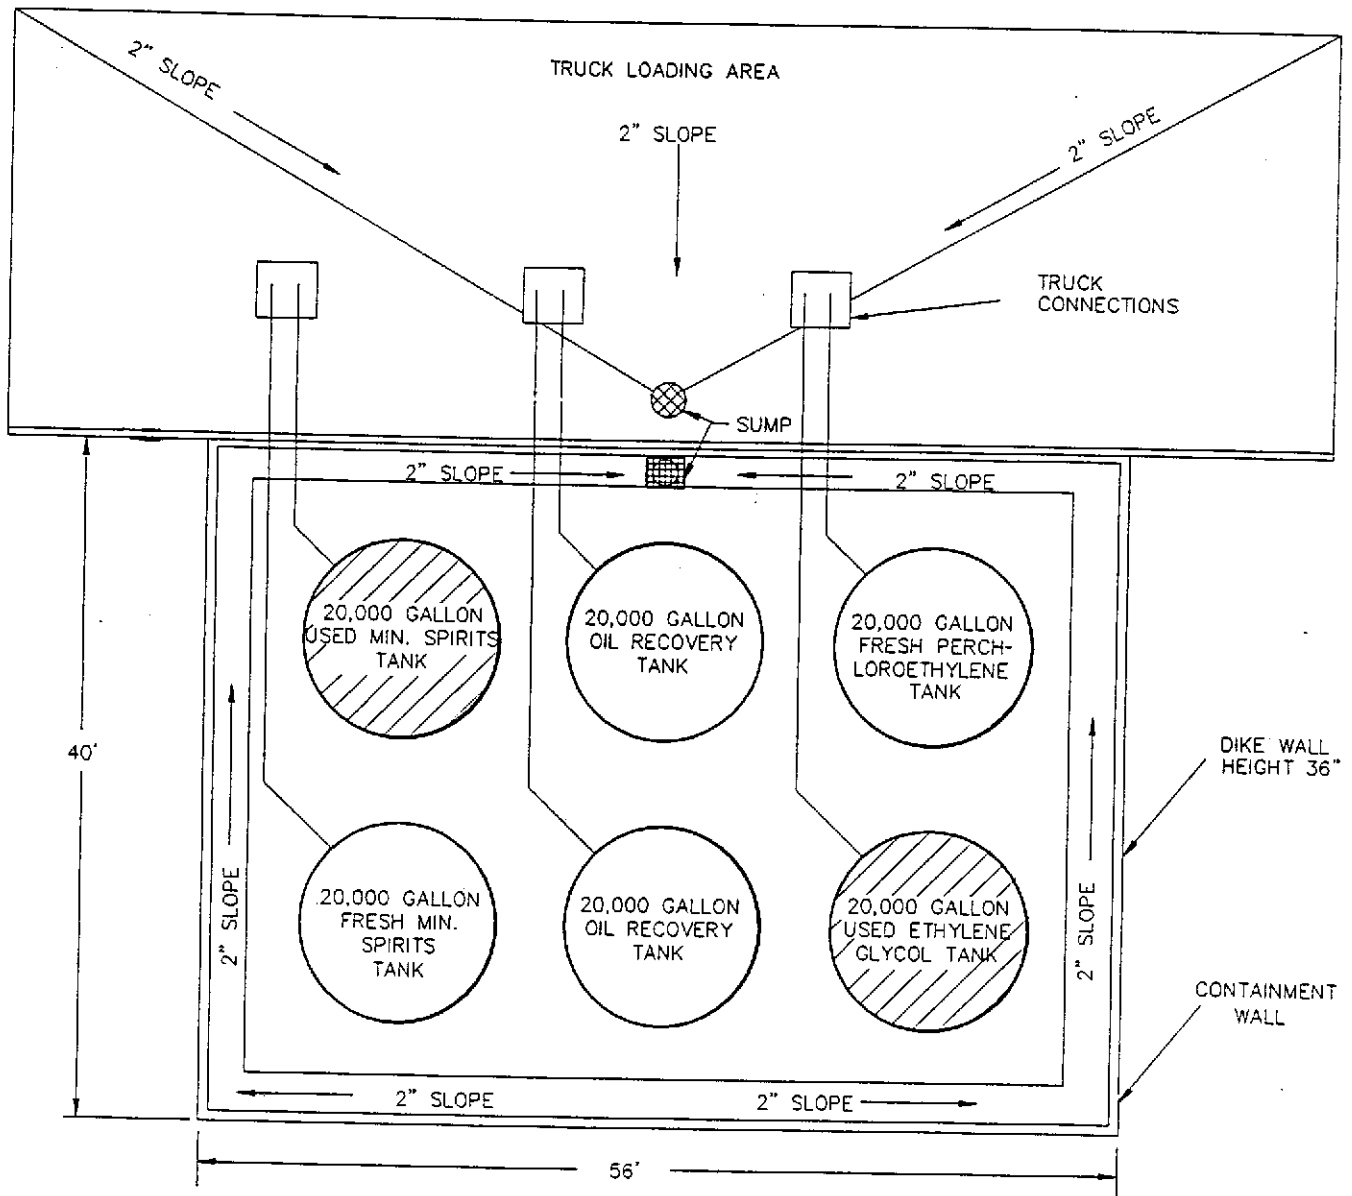 2" SLOPE
TRUCK LOADING AREA
2" SLOPE
2" SLOPE
TRUCK
CONNECTIONS
SUMP
2" SLOPE
2" SLOPE
20,000 GALLON
USED MIN. SPIRITS
TANK
20,000 GALLON
OIL RECOVERY
TANK
20,000 GALLON
FRESH PERCH-
LOROETHYLENE
TANK
40'
DIKE WALL
HEIGHT 36"
2" SLOPE
20,000 GALLON
FRESH MIN.
SPIRITS
TANK
20,000 GALLON
OIL RECOVERY
TANK
20,000 GALLON
USED ETHYLENE
GLYCOL TANK
2" SLOPE
CONTAINMENT
WALL
2" SLOPE
2" SLOPE
56'